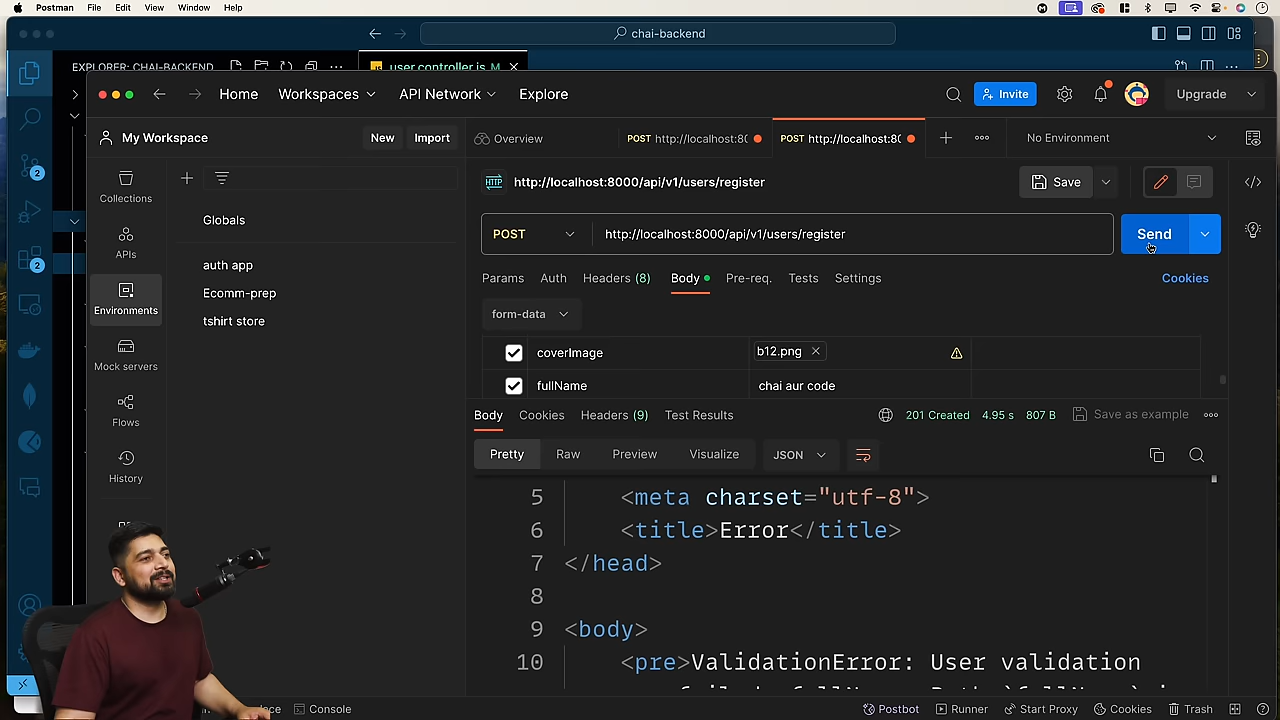 Postman File Edit View Window Help
chai-backend
EXPLORER: CHAI-BACKEND
JS user.controller.js M
Home Workspaces API Network Explore
Invite
Upgrade
My Workspace New Import
Overview
POST http://localhost:80
POST http://localhost:80
No Environment
Collections
APIs
Environments
Mock servers
Flows
History
Globals
auth app
Ecomm-prep
tshirt store
2
2
HTTP http://localhost:8000/api/v1/users/register
Save
POST http://localhost:8000/api/v1/users/register
Send
Params Auth Headers (8) Body Pre-req. Tests Settings Cookies
form-data
coverImage b12.png
fullName chai aur code
Body Cookies Headers (9) Test Results 201 Created 4.95 s 807 B Save as example
Pretty Raw Preview Visualize JSON
5 <meta charset="utf-8">
6 <title>Error</title>
7 </head>
8
9 <body>
10 <pre>ValidationError: User validation
Console
Postbot Runner Start Proxy Cookies Trash